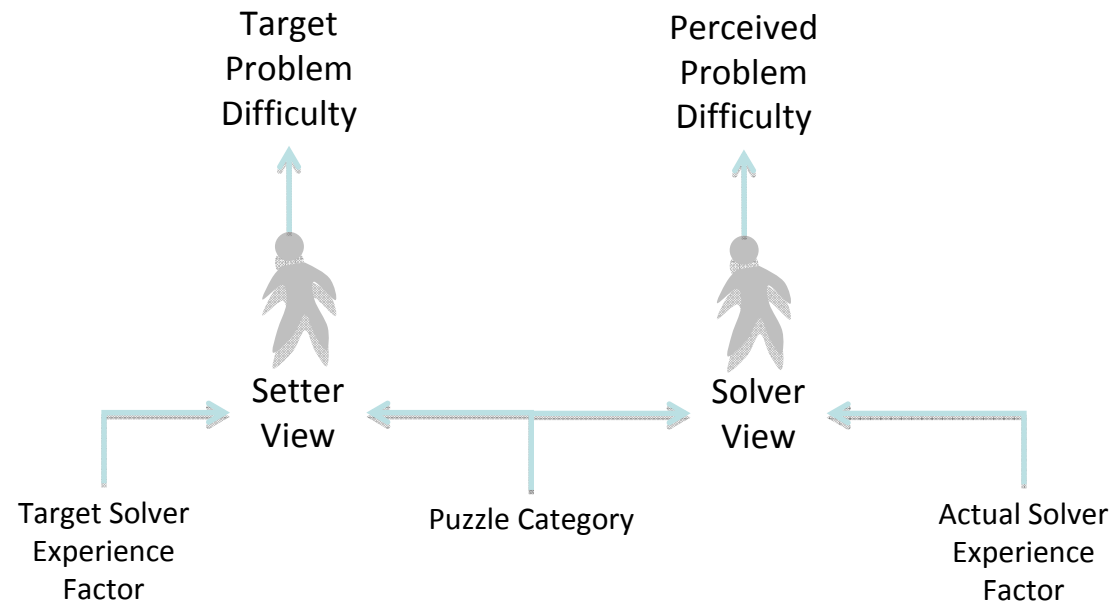 Target
Problem
Difficulty
Perceived
Problem
Difficulty
Setter
View
Solver
View
Target Solver
Experience
Factor
Puzzle Category
Actual Solver
Experience
Factor